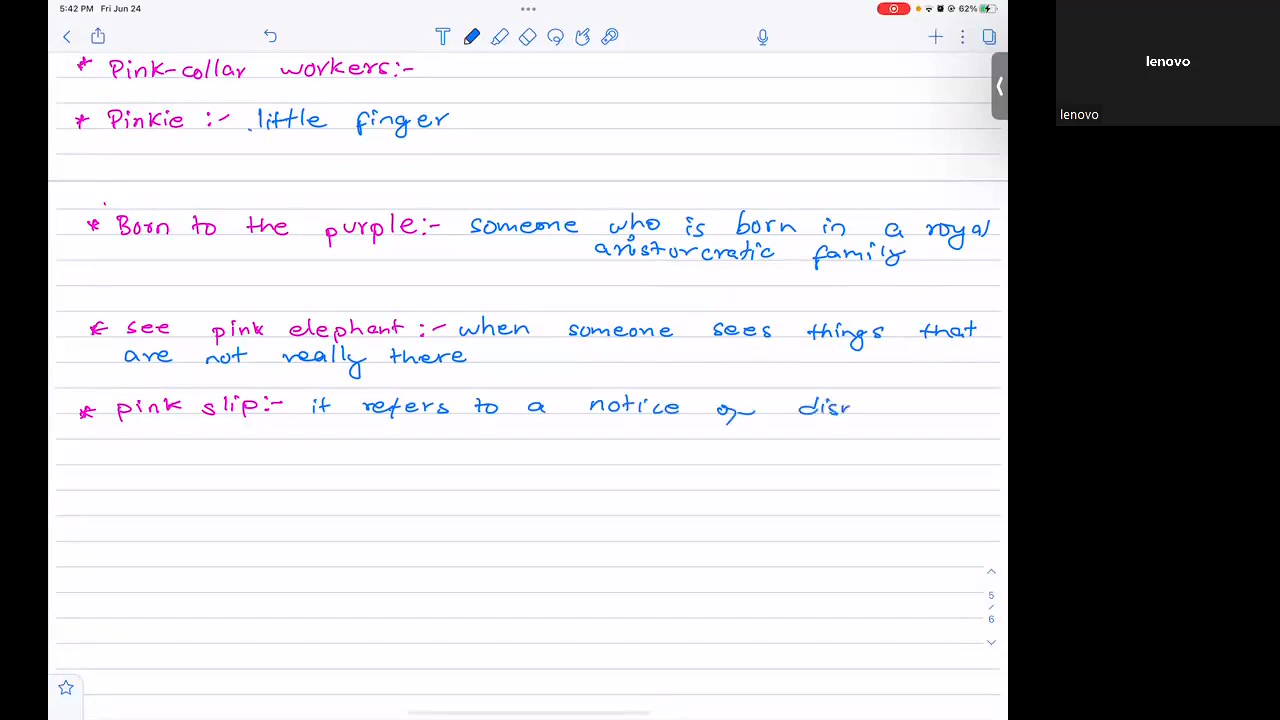 5:42 PM Fri Jun 24
62%
lenovo
lenovo
* Pink-collar workers:-
* Pinkie :- little finger
* Born to the purple:- someone who is born in a royal
aristorcratic family
* see pink elephant :- when someone sees things that
are not really there
* pink slip:- it refers to a notice of disr
5
/
6